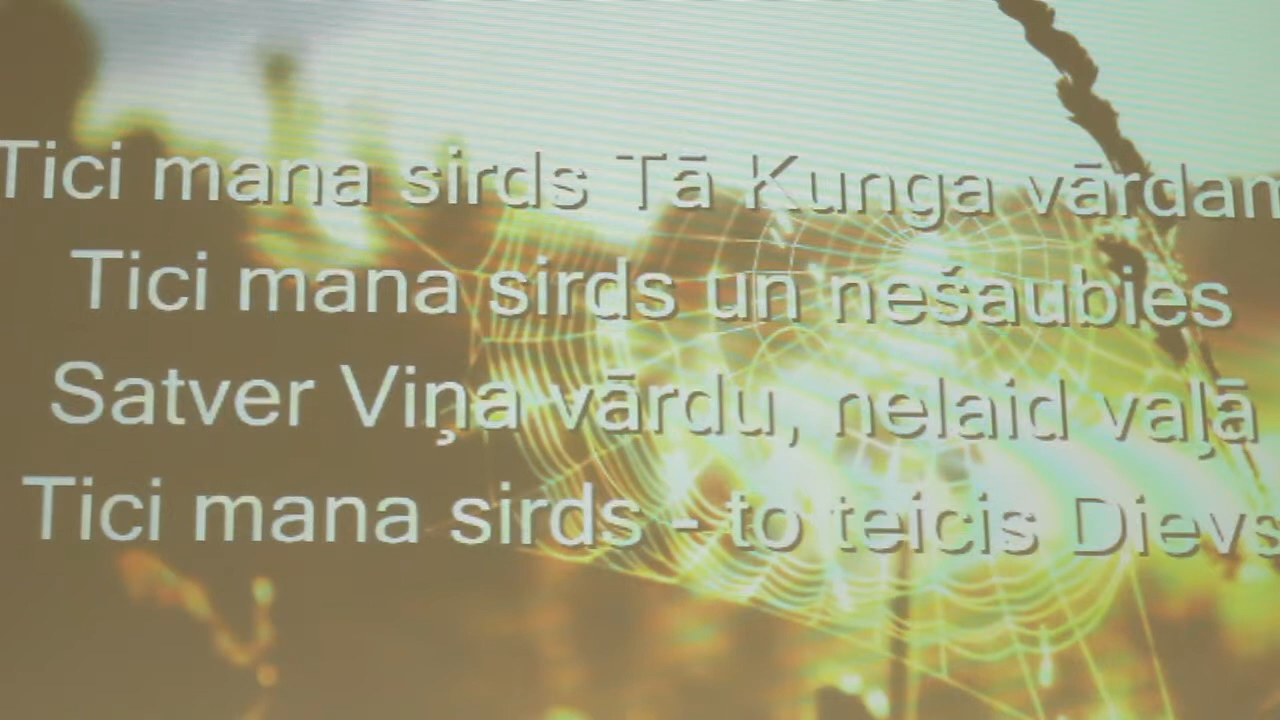 Tici mana sirds Tā Kunga vārdam
Tici mana sirds un nešaubies
Satver Viņa vārdu, nelaid vaļā
Tici mana sirds - to teicis Dievs